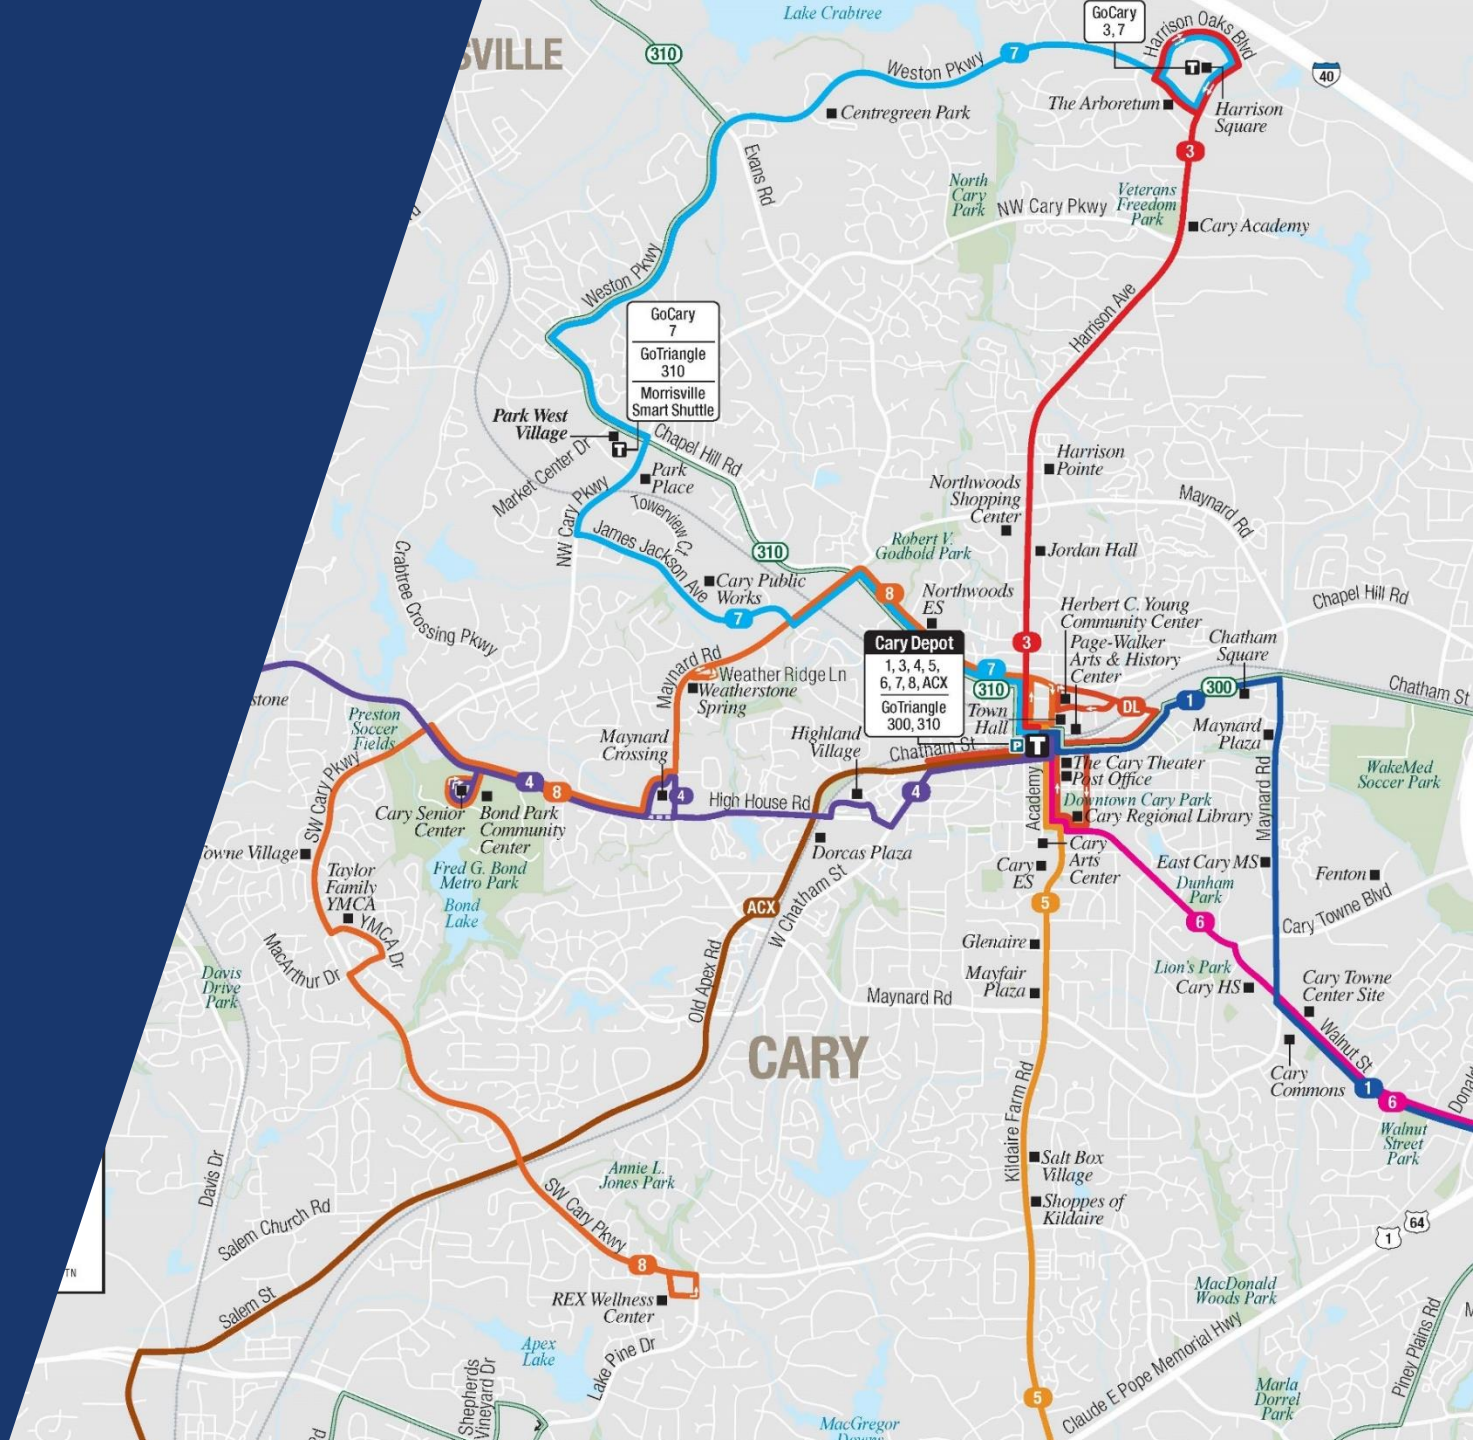 SVILLE
Lake Crabtree
310
GoCary
3, 7
Harrison Oaks Blvd
40
Weston Pkwy
7
The Arboretum
Harrison
Square
Centregreen Park
Evans Rd
3
North
Cary
Park
NW Cary Pkwy
Veterans
Freedom
Park
Cary Academy
Weston Pkwy
Harrison Ave
GoCary
7
GoTriangle
310
Morrisville
Smart Shuttle
Park West
Village
Chapel Hill Rd
Market Center Dr
Park
Place
NW Cary Pkwy
Towerview Ct
James Jackson Ave
Harrison
Pointe
Northwoods
Shopping
Center
Maynard Rd
Jordan Hall
Robert V.
Godbold Park
310
Crabtree Crossing Pkwy
Cary Public
Works
7
8
Northwoods
ES
Chapel Hill Rd
Herbert C. Young
Community Center
Page-Walker
Arts & History
Center
Chatham
Square
3
Cary Depot
1, 3, 4, 5,
6, 7, 8, ACX
GoTriangle
300, 310
7
310
Maynard Rd
Weather Ridge Ln
Weatherstone
Spring
stone
Preston
Soccer
Fields
DL
1
300
Chatham St
Town
Hall
P
T
Chatham St
Maynard
Plaza
Maynard
Crossing
Highland
Village
SW Cary Pkwy
The Cary Theater
Post Office
WakeMed
Soccer Park
4
8
4
High House Rd
4
Academy
Downtown Cary Park
Cary Regional Library
Maynard Rd
Cary Senior
Center
Bond Park
Community
Center
Towne Village
Dorcas Plaza
Cary
Arts
Center
Cary
ES
East Cary MS
Dunham
Park
Fenton
Taylor
Family
YMCA
Fred G. Bond
Metro Park
Bond
Lake
W Chatham St
ACX
5
6
Cary Towne Blvd
YMCA Dr
MacArthur Dr
Glenaire
Davis
Drive
Park
Old Apex Rd
Mayfair
Plaza
Maynard Rd
Lion's Park
Cary HS
Cary Towne
Center Site
CARY
Walnut St
Cary
Commons
1
6
Donald
Walnut
Street
Park
Kildaire Farm Rd
Salt Box
Village
Shoppes of
Kildaire
Annie L.
Jones Park
Davis Dr
Salem Church Rd
SW Cary Pkwy
1
64
8
REX Wellness
Center
MacDonald
Woods Park
TN
Salem St
Apex
Lake
Lake Pine Dr
Shepherds
Vineyard Dr
5
Claude E Pope Memorial Hwy
Marla
Dorrel
Park
Piney Plains Rd
MacGregor
Downs